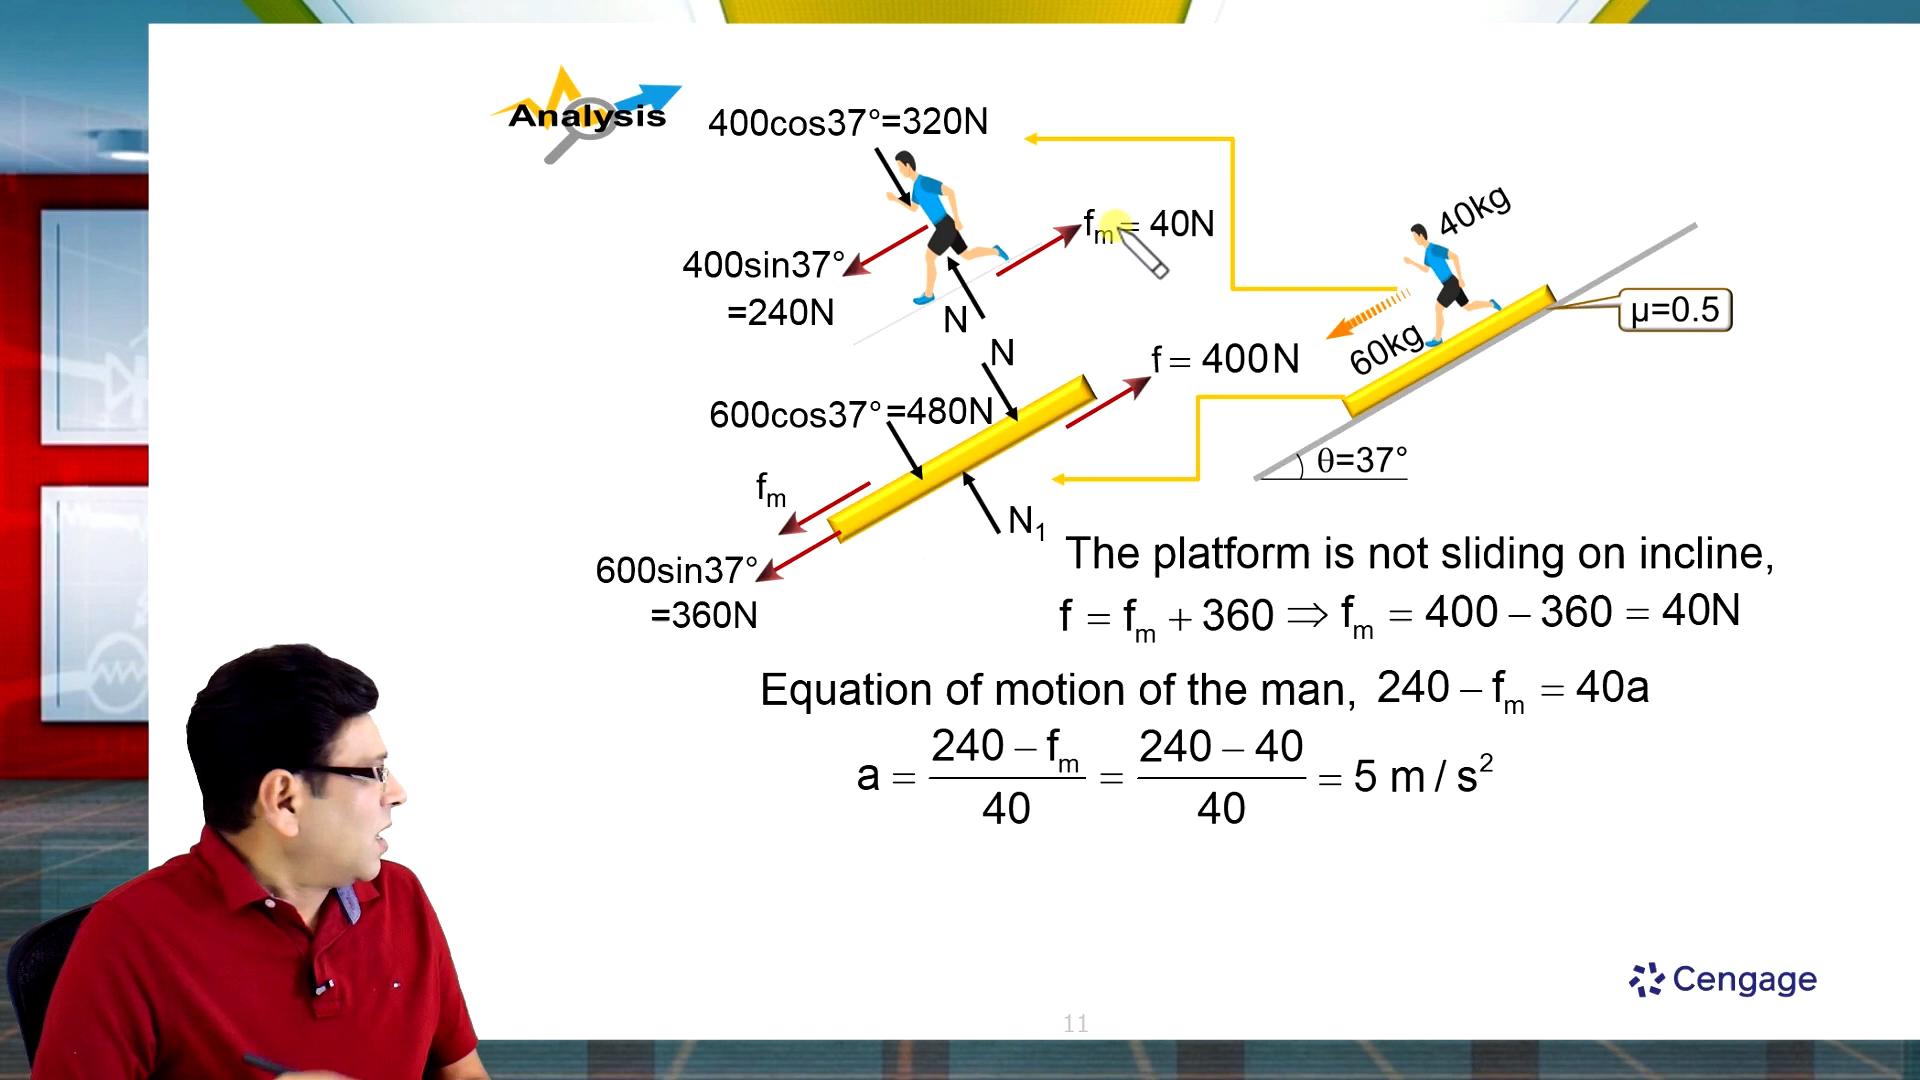 Analysis
400cos37°=320N
fm = 40N
400sin37°
=240N
N
N
40kg
60kg
μ=0.5
f = 400N
600cos37°=480N
θ=37°
fm
N1
600sin37°
=360N
The platform is not sliding on incline,
f = fm + 360 ⇒ fm = 400 – 360 = 40N
Equation of motion of the man, 240 – fm = 40a
a = (240 – fm)/40 = (240 – 40)/40 = 5 m / s²
Cengage
11